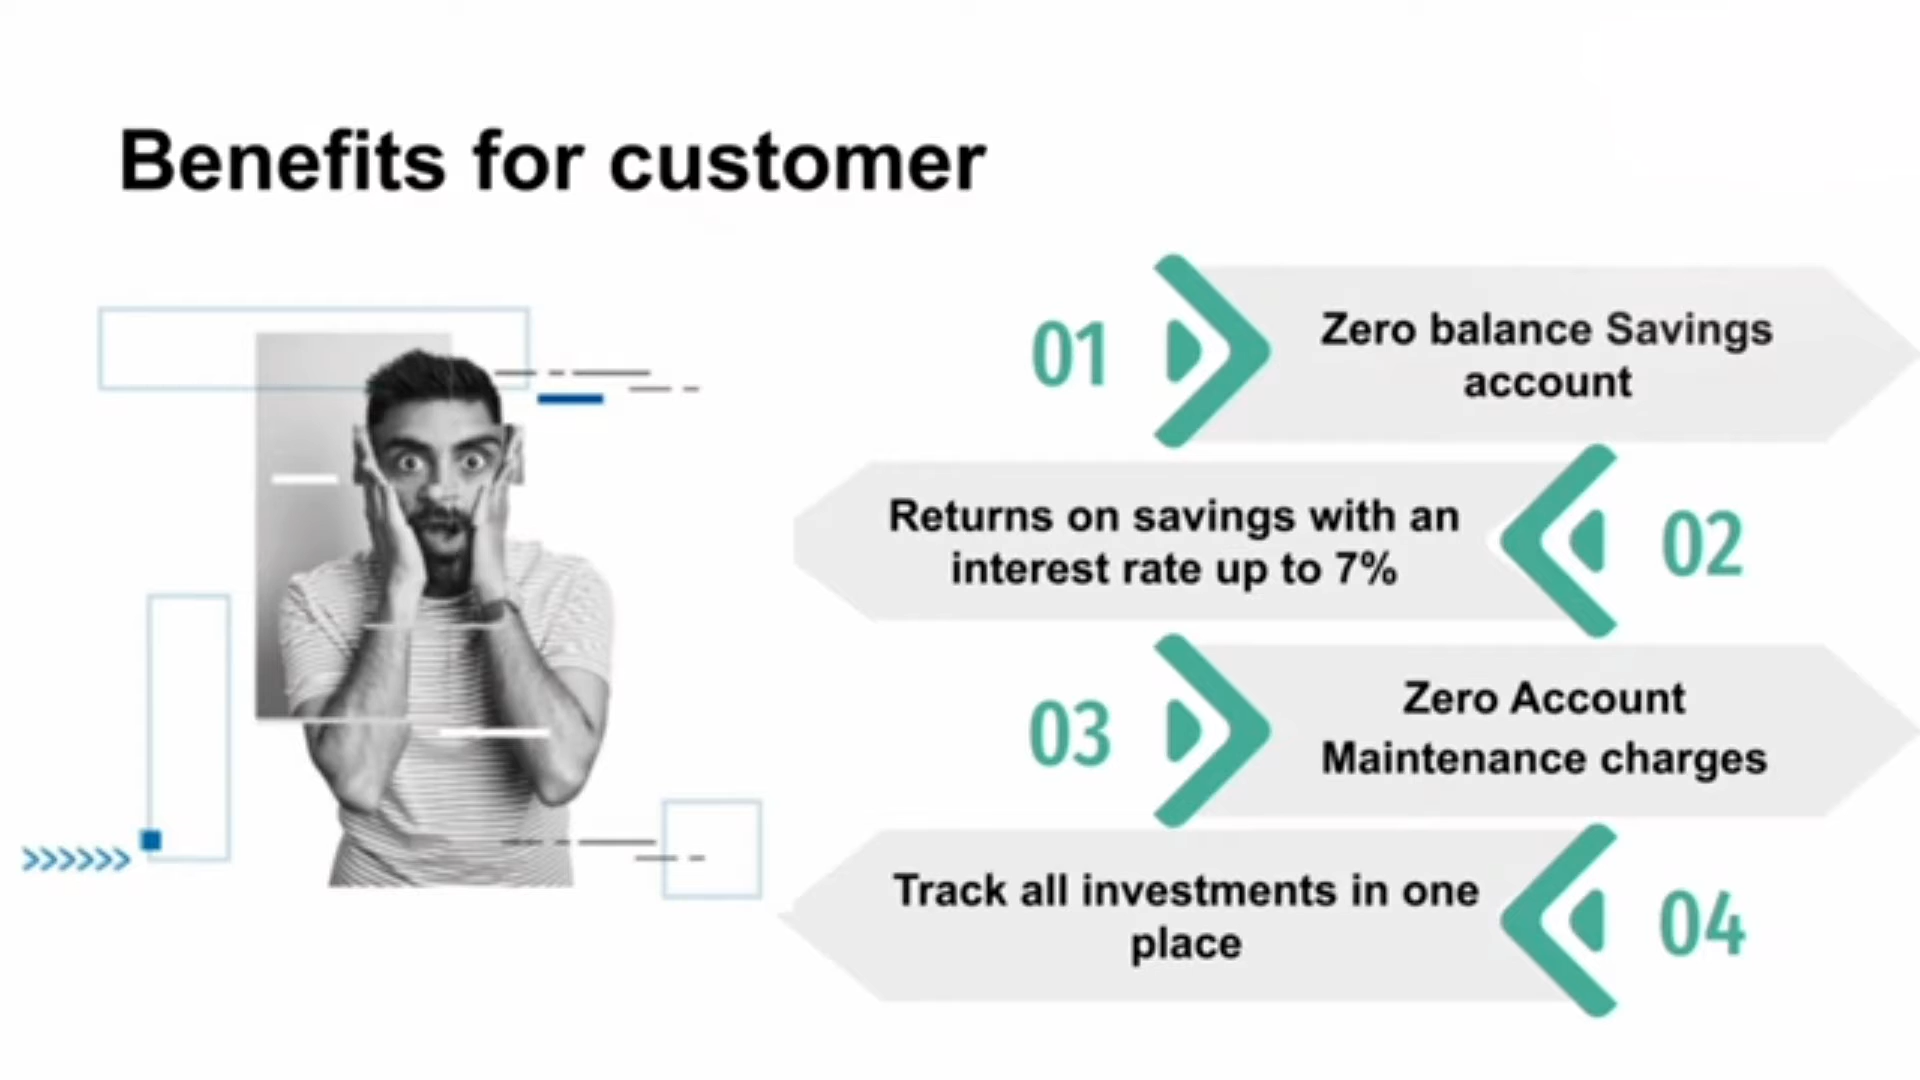 Benefits for customer
01
Zero balance Savings
account
Returns on savings with an
interest rate up to 7%
02
03
Zero Account
Maintenance charges
Track all investments in one
place
04